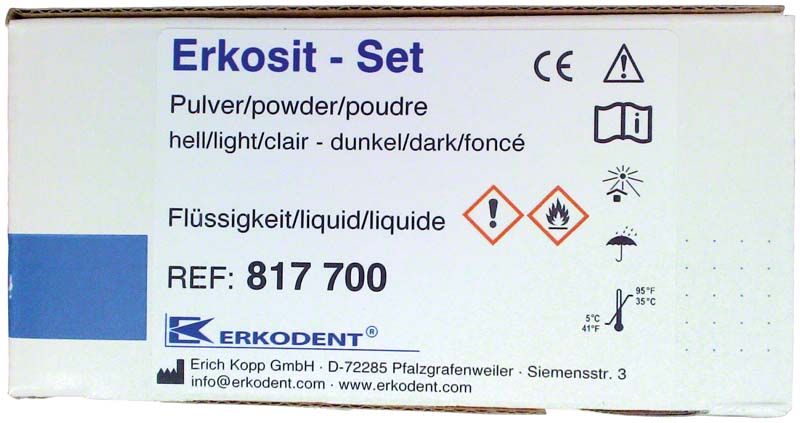 Erkosit - Set
CE
Pulver/powder/poudre
hell/light/clair - dunkel/dark/foncé
Flüssigkeit/liquid/liquide
REF: 817 700
95°F
35°C
5°C
41°F
ERKODENT®
Erich Kopp GmbH · D-72285 Pfalzgrafenweiler · Siemensstr. 3
info@erkodent.com · www.erkodent.com